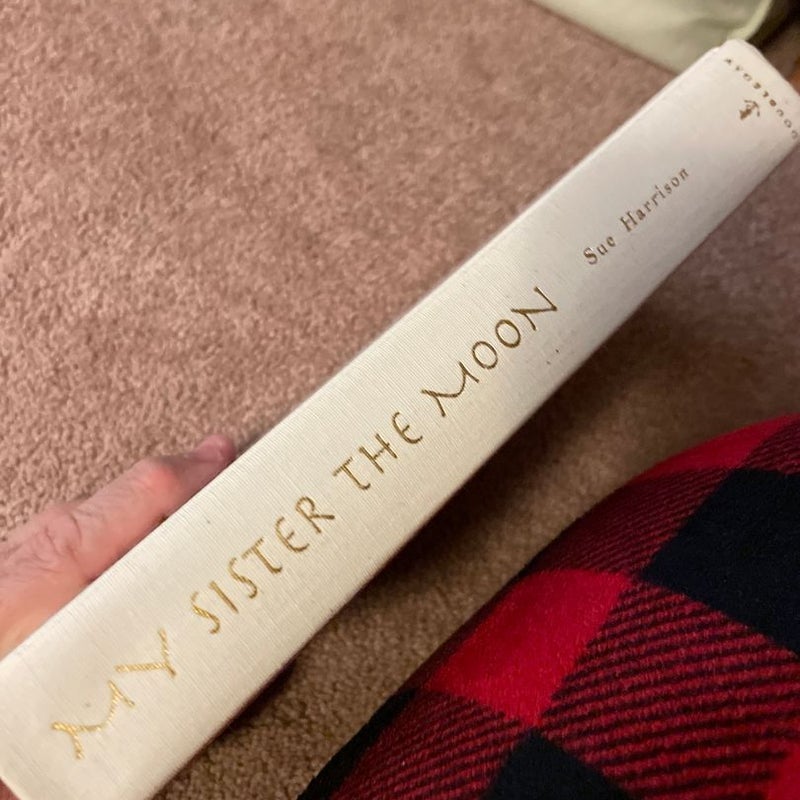 MY SISTER THE MOON
Sue Harrison
DOUBLEDAY